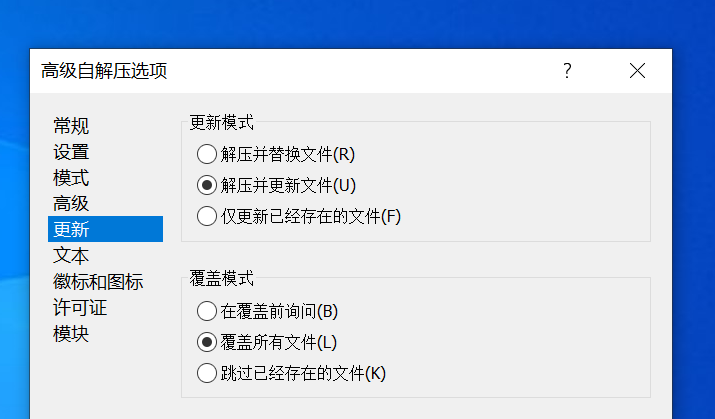 高级自解压选项
?
常规
设置
模式
高级
更新
文本
徽标和图标
许可证
模块
更新模式
解压并替换文件(R)
解压并更新文件(U)
仅更新已经存在的文件(F)
覆盖模式
在覆盖前询问(B)
覆盖所有文件(L)
跳过已经存在的文件(K)